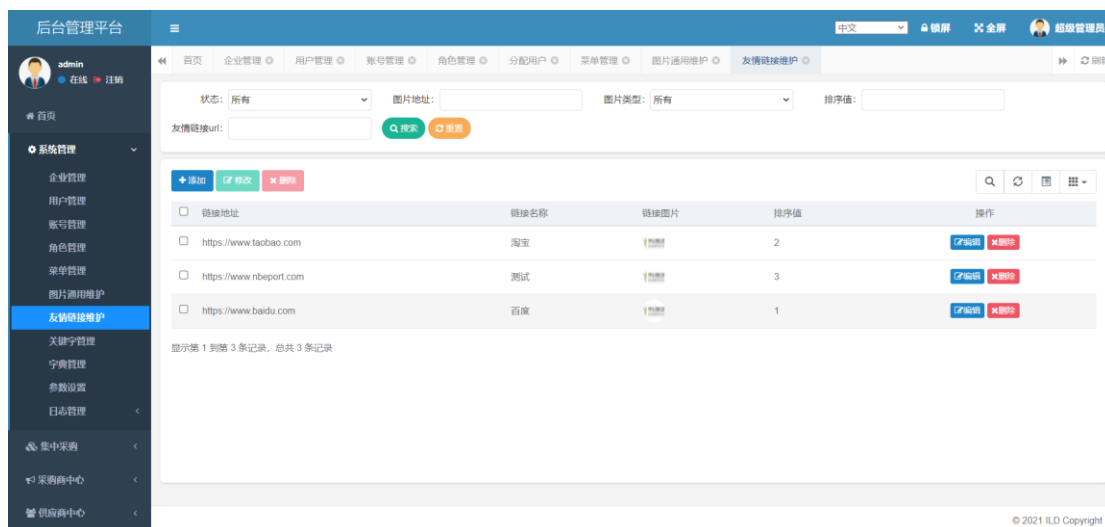 后台管理平台
中文 锁屏 全屏 超级管理员
admin
在线 注销
首页 企业管理 用户管理 账号管理 角色管理 分配用户 菜单管理 图片通用维护 友情链接维护
状态: 所有 图片地址: 图片类型: 所有 排序值:
友情链接url: 搜索 重置
首页
系统管理
企业管理
用户管理
账号管理
角色管理
菜单管理
图片通用维护
友情链接维护
关键字管理
字典管理
参数设置
日志管理
集中采购
采购商中心
供应商中心
添加 修改 删除
链接地址 链接名称 链接图片 排序值 操作
https://www.taobao.com 淘宝 2 编辑 删除
https://www.nbeport.com 测试 3 编辑 删除
https://www.baidu.com 百度 1 编辑 删除
显示第 1 到第 3 条记录，总共 3 条记录
© 2021 ILD Copyright